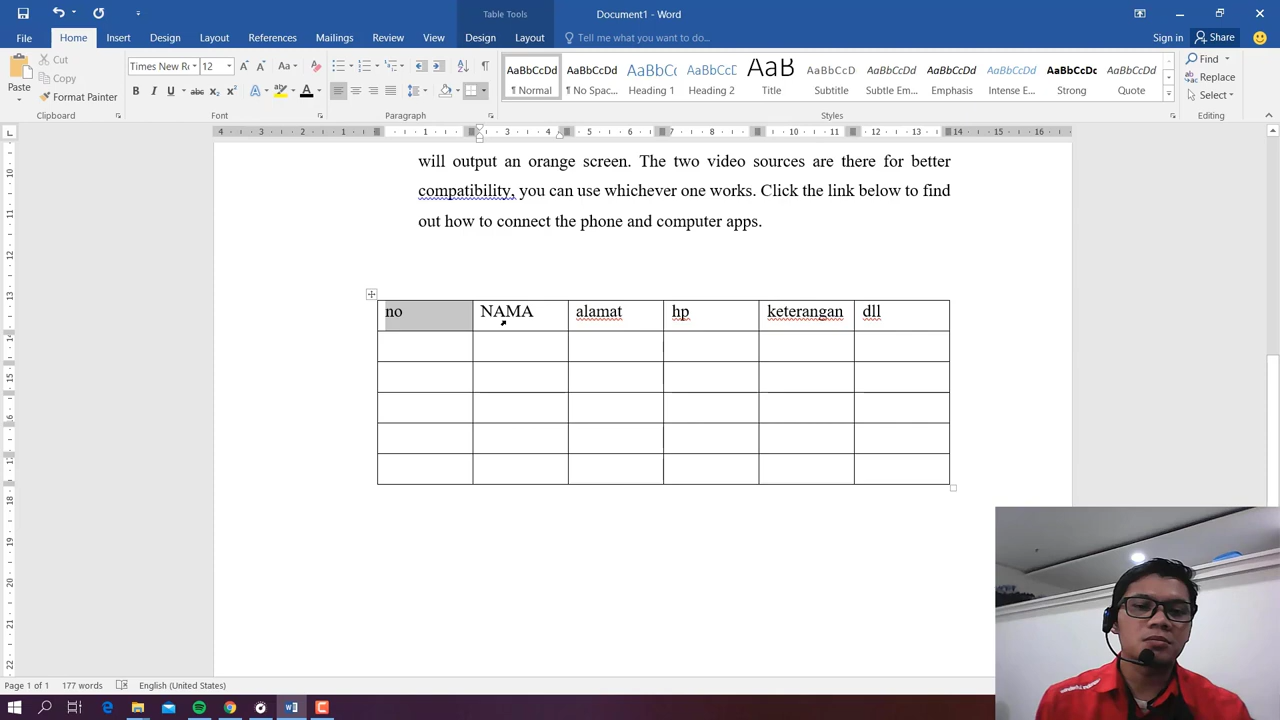 Table Tools
Document1 - Word
File
Home
Insert
Design
Layout
References
Mailings
Review
View
Design
Layout
Tell me what you want to do...
Sign in
Share
Paste
Cut
Copy
Format Painter
Clipboard
Times New Ro
12
Font
Paragraph
AaBbCcDd
¶ Normal
AaBbCcDd
¶ No Spac...
AaBbCc
Heading 1
AaBbCcD
Heading 2
AaB
Title
AaBbCcD
Subtitle
AaBbCcDd
Subtle Em...
AaBbCcDd
Emphasis
AaBbCcDd
Intense E...
AaBbCcDc
Strong
AaBbCcDd
Quote
Styles
Find
Replace
Select
Editing
will output an orange screen. The two video sources are there for better
compatibility, you can use whichever one works. Click the link below to find
out how to connect the phone and computer apps.
no NAMA alamat hp keterangan dll
Page 1 of 1 177 words English (United States)